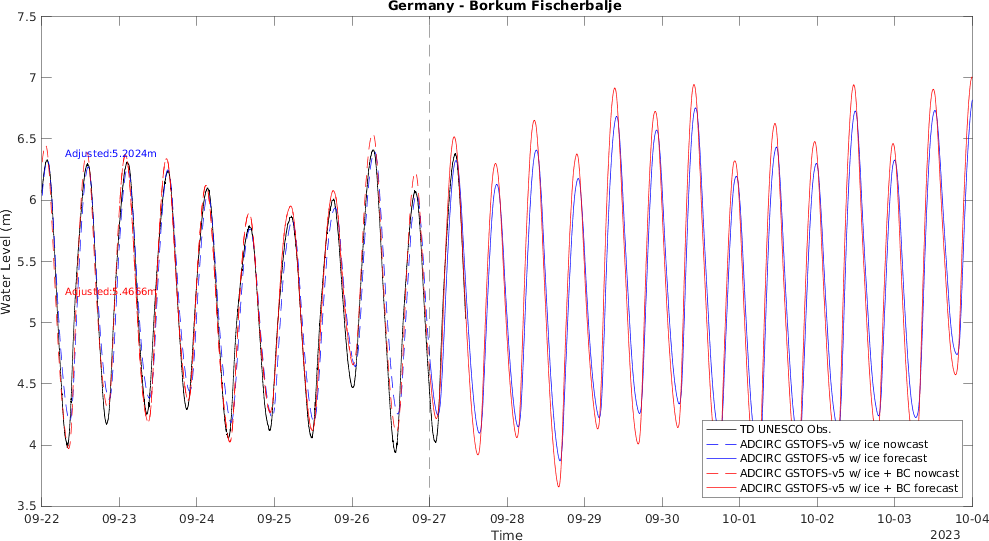 Germany - Borkum Fischerbalje
Water Level (m)
7.5
7
6.5
6
5.5
5
4.5
4
3.5
Adjusted:5.2024m
Adjusted:5.4666m
TD UNESCO Obs.
ADCIRC GSTOFS-v5 w/ ice nowcast
ADCIRC GSTOFS-v5 w/ ice forecast
ADCIRC GSTOFS-v5 w/ ice + BC nowcast
ADCIRC GSTOFS-v5 w/ ice + BC forecast
09-22 09-23 09-24 09-25 09-26 09-27 09-28 09-29 09-30 10-01 10-02 10-03 10-04
Time
2023